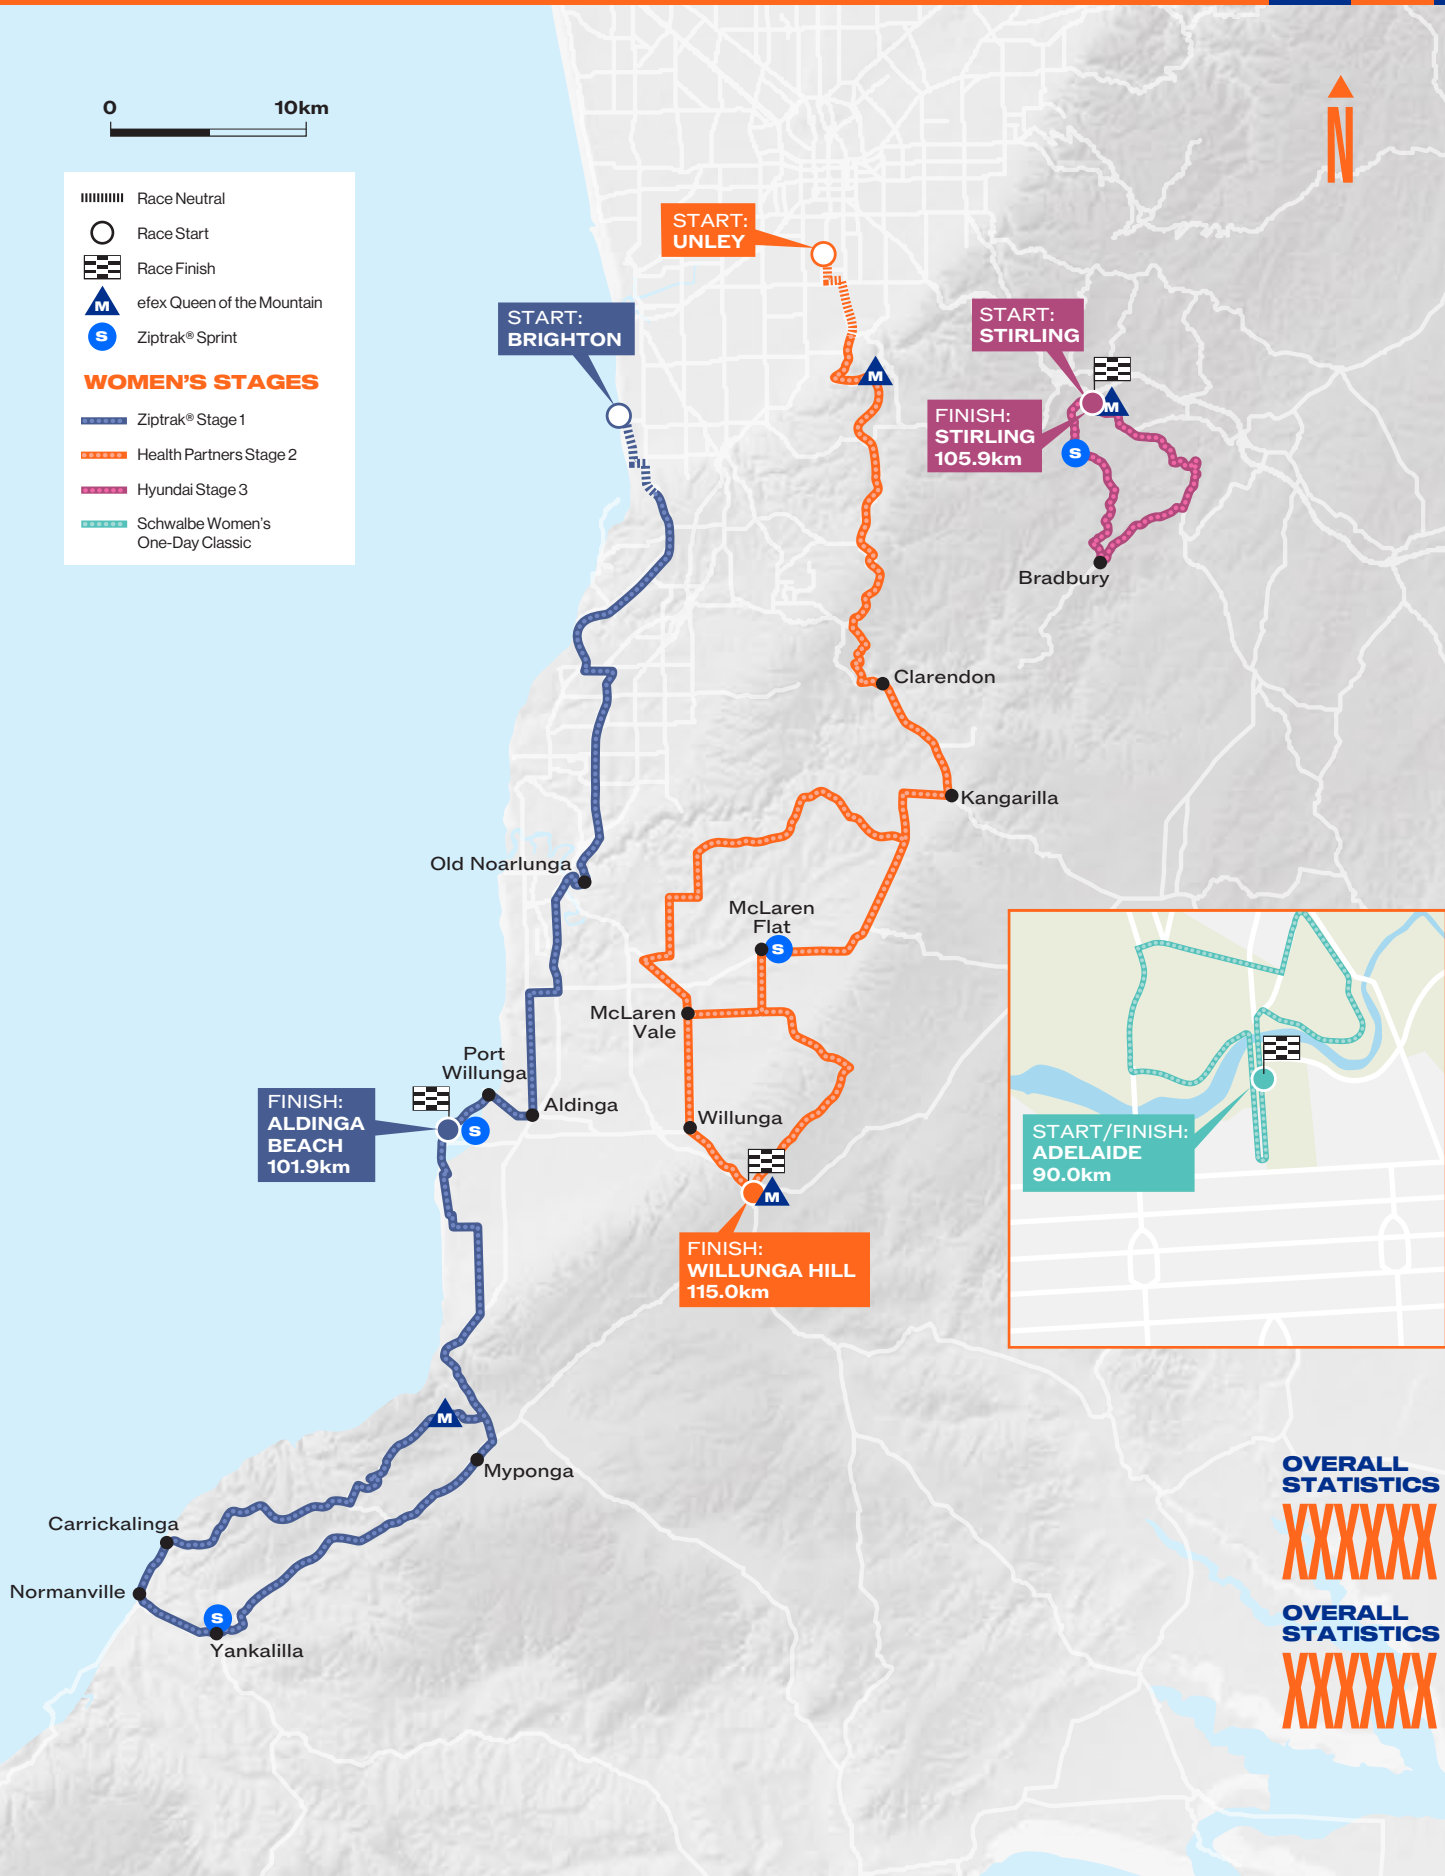 0 10km
N
Race Neutral
Race Start
Race Finish
M efex Queen of the Mountain
S Ziptrak® Sprint
WOMEN'S STAGES
Ziptrak® Stage 1
Health Partners Stage 2
Hyundai Stage 3
Schwalbe Women's
One-Day Classic
START:
UNLEY
START:
BRIGHTON
START:
STIRLING
M
M
FINISH:
STIRLING
105.9km
S
Bradbury
Clarendon
Kangarilla
Old Noarlunga
McLaren
Flat
S
McLaren
Vale
Port
Willunga
Aldinga
FINISH:
ALDINGA
BEACH
101.9km
S
Willunga
M
FINISH:
WILLUNGA HILL
115.0km
START/FINISH:
ADELAIDE
90.0km
M
Myponga
Carrickalinga
Normanville
S
Yankalilla
OVERALL
STATISTICS
XXXXXX
OVERALL
STATISTICS
XXXXXX